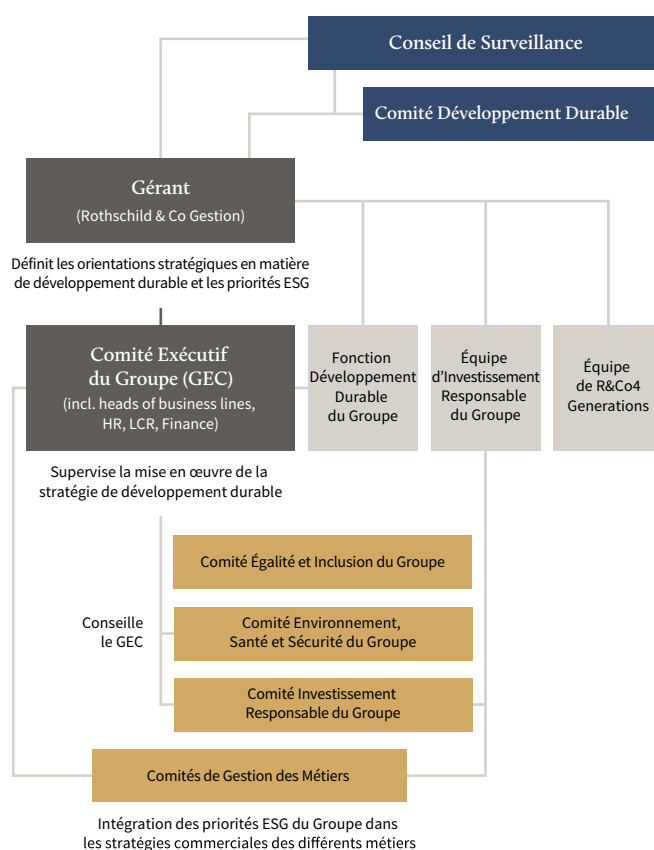 Conseil de Surveillance
Comité Développement Durable
Gérant
(Rothschild & Co Gestion)
Définit les orientations stratégiques en matière
de développement durable et les priorités ESG
Comité Exécutif
du Groupe (GEC)
(incl. heads of business lines,
HR, LCR, Finance)
Fonction
Développement
Durable
du Groupe
Équipe
d'Investissement
Responsable
du Groupe
Équipe
de R&Co4
Generations
Supervise la mise en œuvre de la
stratégie de développement durable
Comité Égalité et Inclusion du Groupe
Conseille
le GEC
Comité Environnement,
Santé et Sécurité du Groupe
Comité Investissement
Responsable du Groupe
Comités de Gestion des Métiers
Intégration des priorités ESG du Groupe dans
les stratégies commerciales des différents métiers